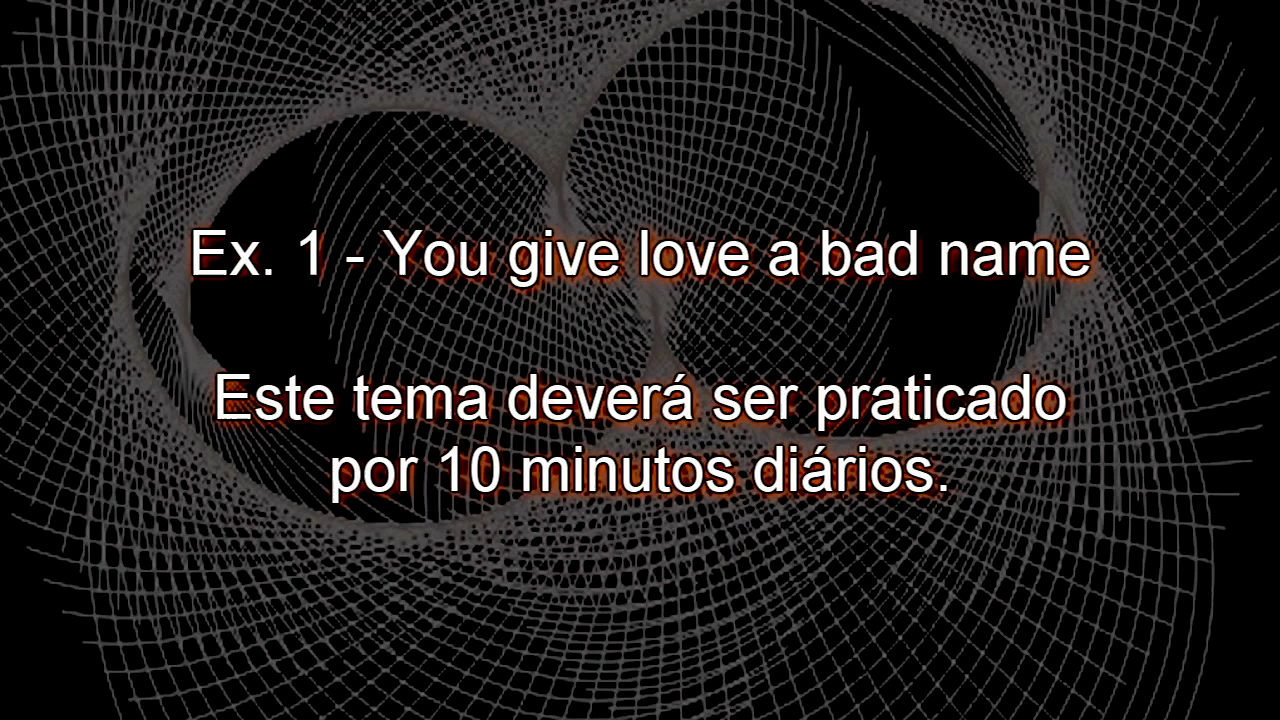 Ex. 1 - You give love a bad name
Este tema deverá ser praticado
por 10 minutos diários.